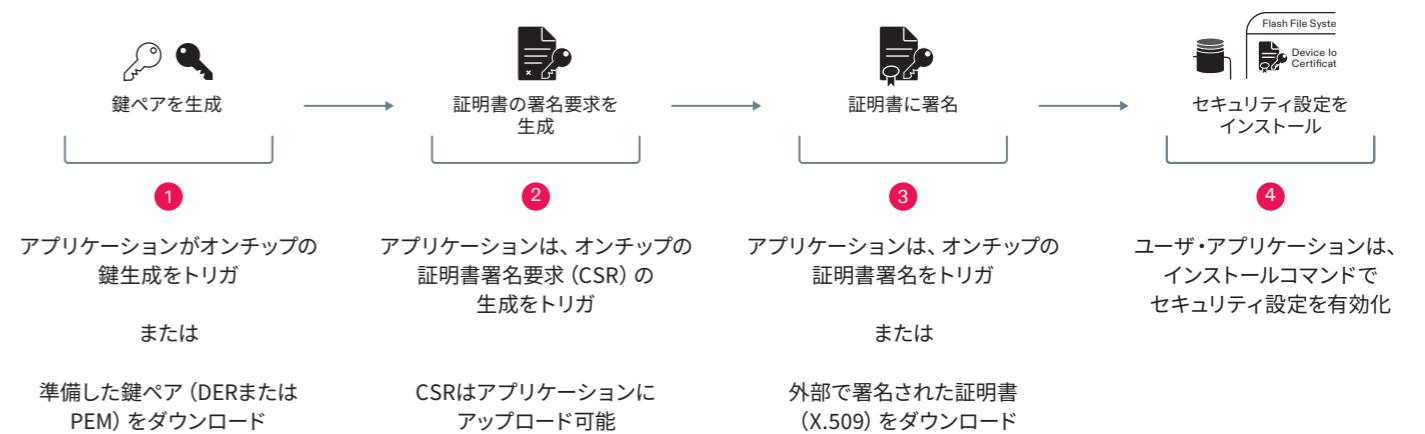 Flash File Syste
Device Io
Certificat
鍵ペアを生成
証明書の署名要求を
生成
証明書に署名
セキュリティ設定を
インストール
1
2
3
4
アプリケーションがオンチップの
鍵生成をトリガ
または
準備した鍵ペア（DERまたは
PEM）をダウンロード
アプリケーションは、オンチップの
証明書署名要求（CSR）の
生成をトリガ
CSRはアプリケーションに
アップロード可能
アプリケーションは、オンチップの
証明書署名をトリガ
または
外部で署名された証明書
（X.509）をダウンロード
ユーザ・アプリケーションは、
インストールコマンドで
セキュリティ設定を有効化